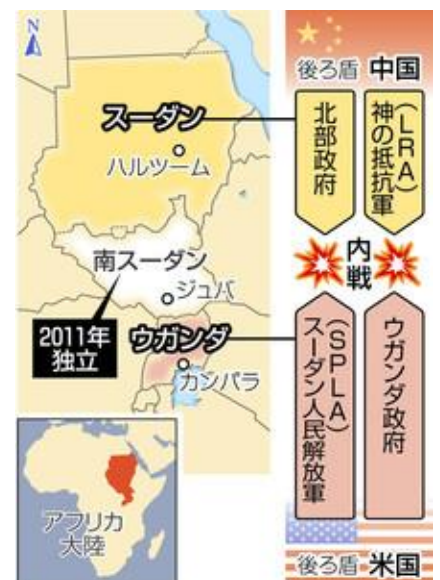 N
スーダン
ハルツーム
南スーダン
ジュバ
2011年
独立
ウガンダ
カンパラ
アフリカ
大陸
後ろ盾 中国
神の抵抗軍
(LRA)
北部政府
内戦
ウガンダ政府
スーダン人民解放軍
(SPLA)
後ろ盾 米国